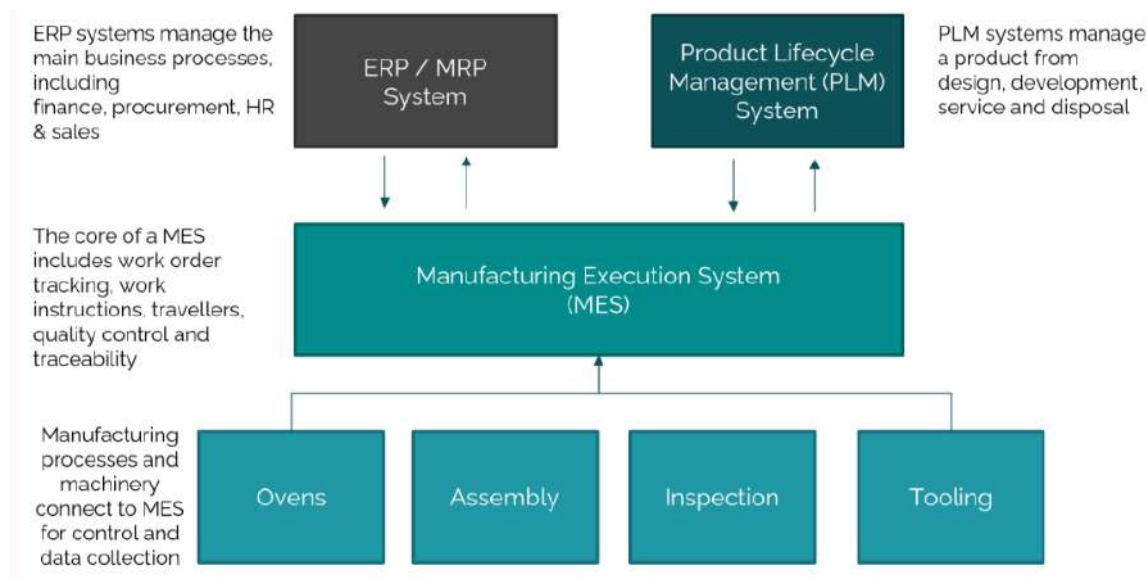 ERP systems manage the
main business processes,
including
finance, procurement, HR
& sales
ERP / MRP
System
Product Lifecycle
Management (PLM)
System
PLM systems manage
a product from
design, development,
service and disposal
The core of a MES
includes work order
tracking, work
instructions, travellers,
quality control and
traceability
Manufacturing Execution System
(MES)
Manufacturing
processes and
machinery
connect to MES
for control and
data collection
Ovens
Assembly
Inspection
Tooling